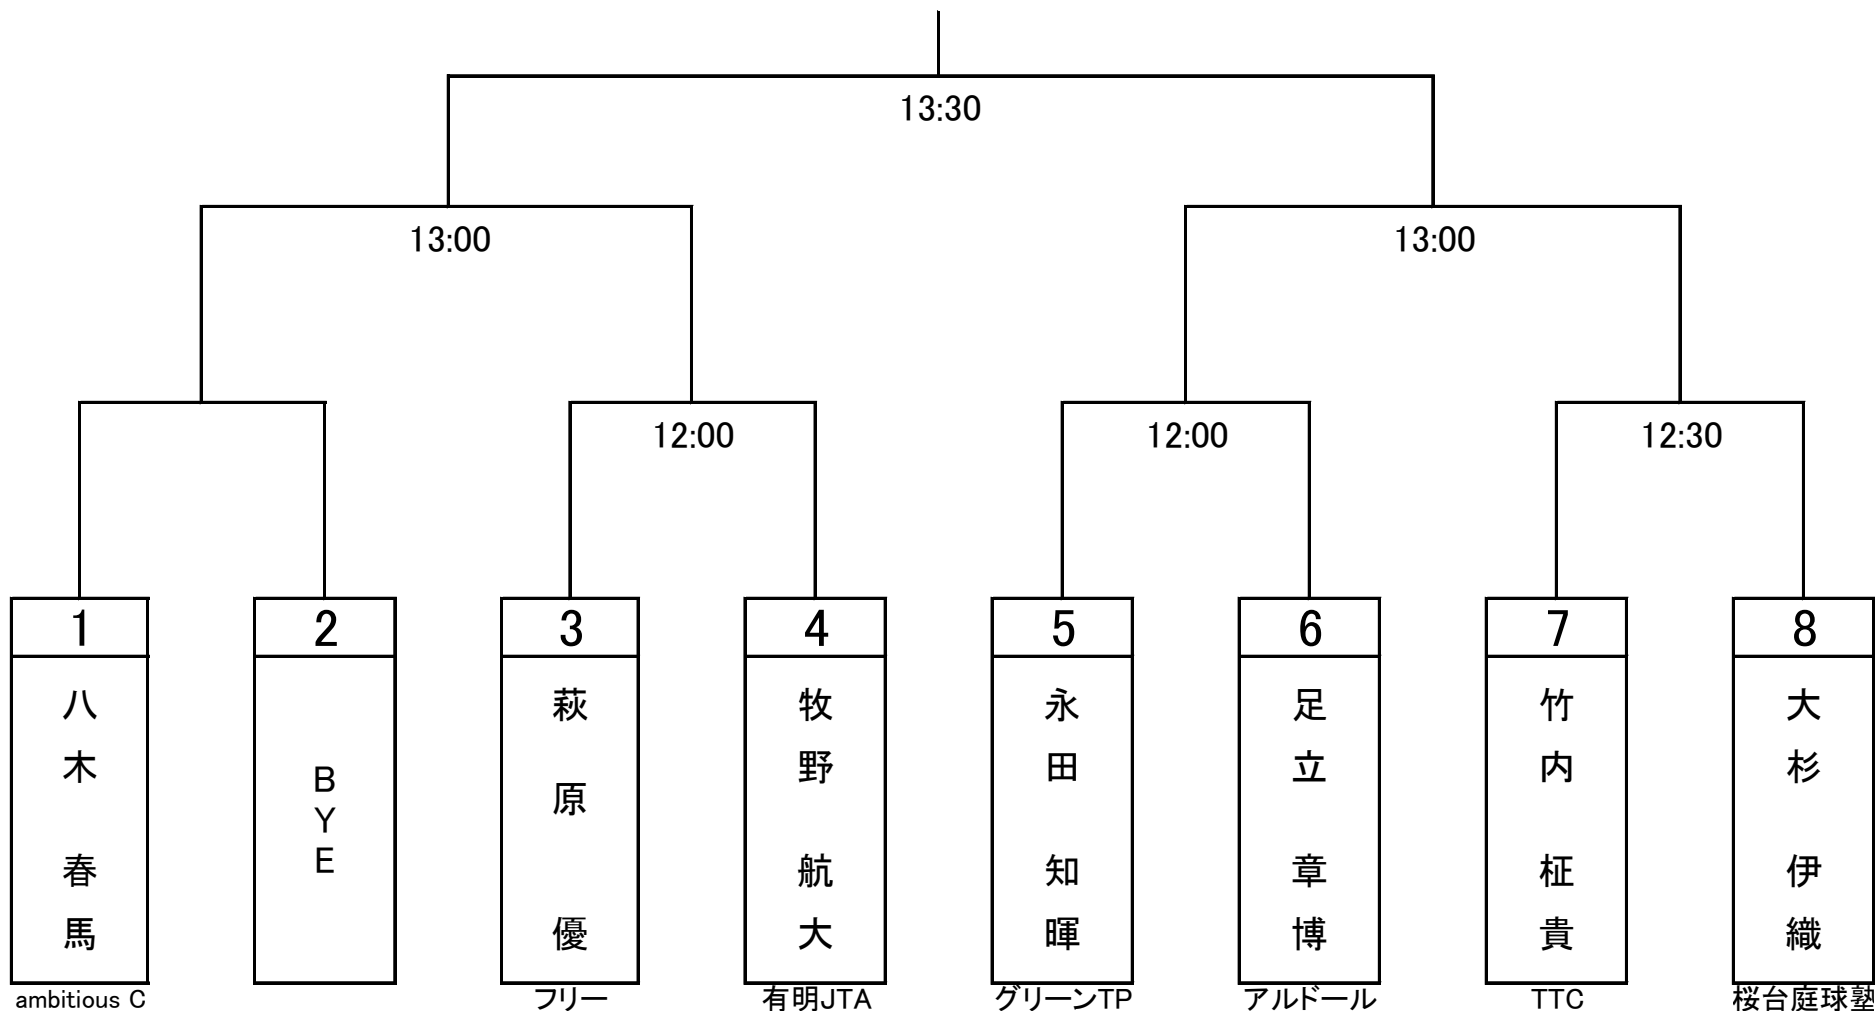 13:30
13:00
13:00
12:00
12:00
12:30
1
2
3
4
5
6
7
8
八木 春馬
BYE
萩原 優
牧野 航大
永田 知暉
足立 章博
竹内 柾貴
大杉 伊織
ambitious C
フリー
有明JTA
グリーンTP
アルドール
TTC
桜台庭球塾